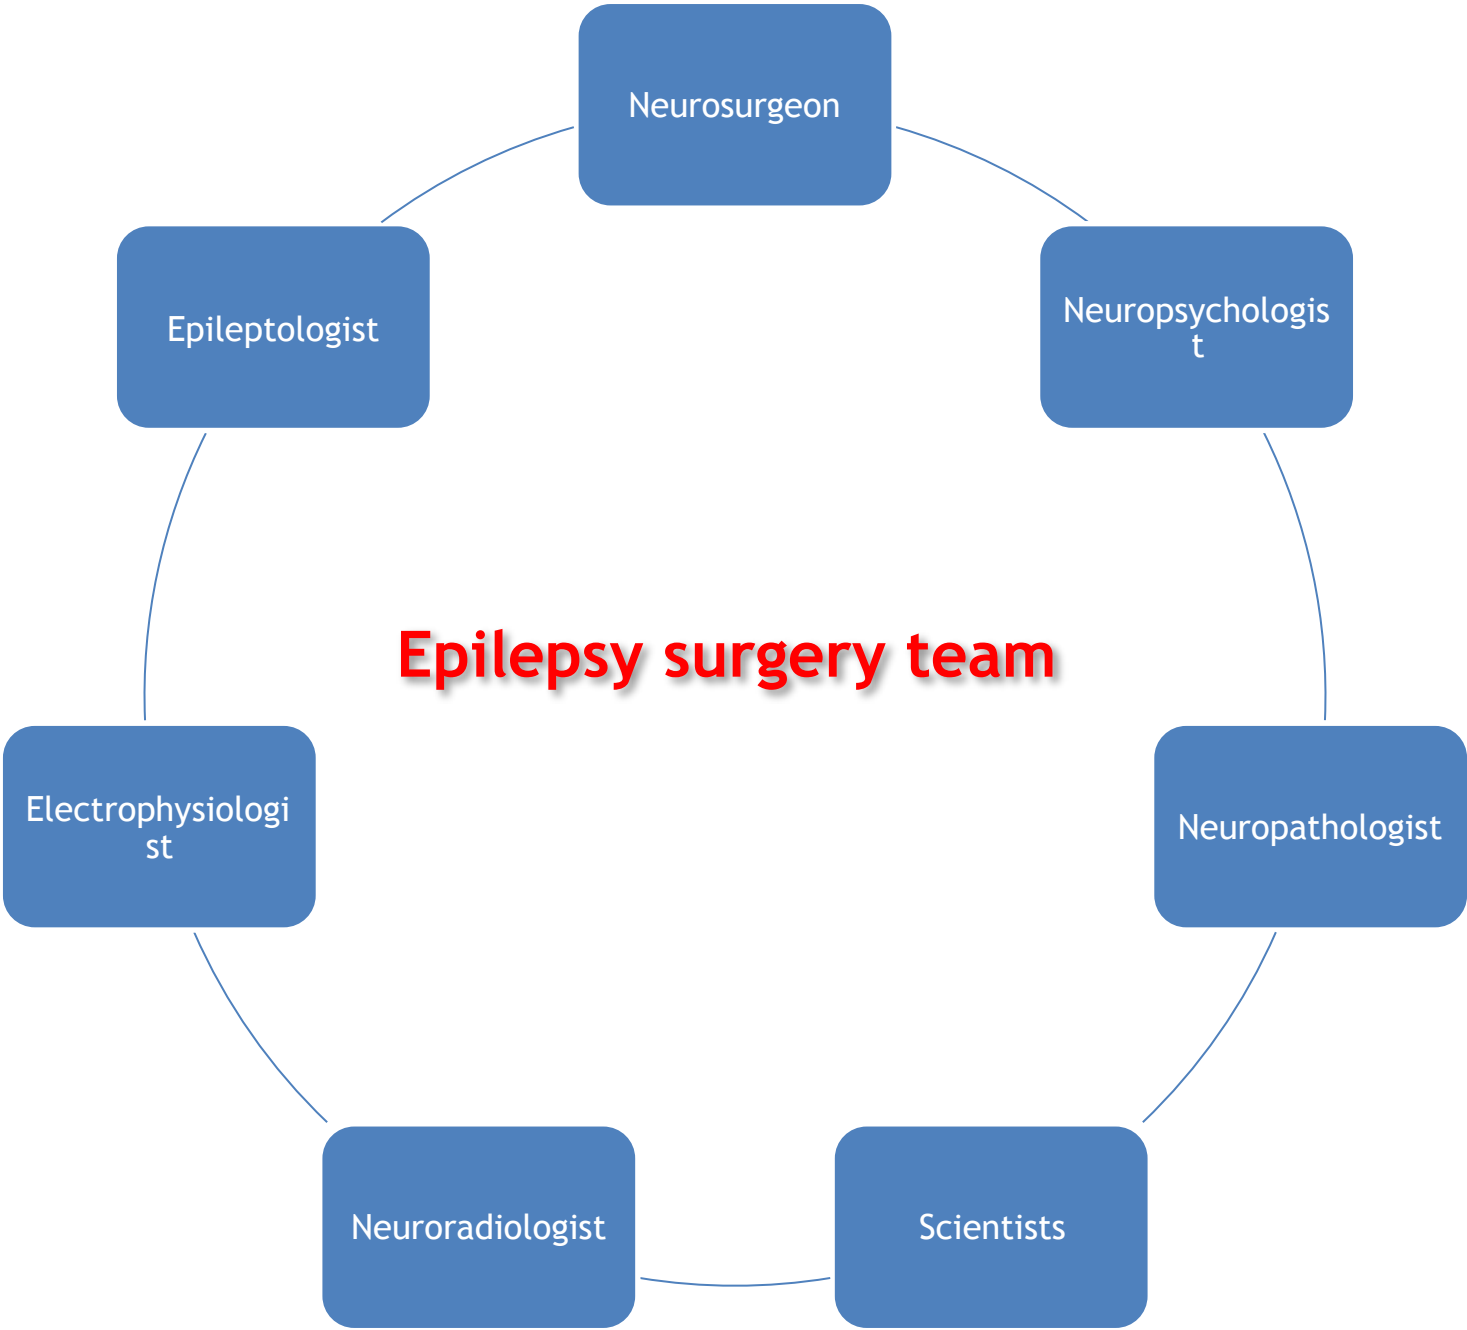 Neurosurgeon
Neuropsychologis
t
Epileptologist
Epilepsy surgery team
Electrophysiologi
st
Neuropathologist
Neuroradiologist
Scientists